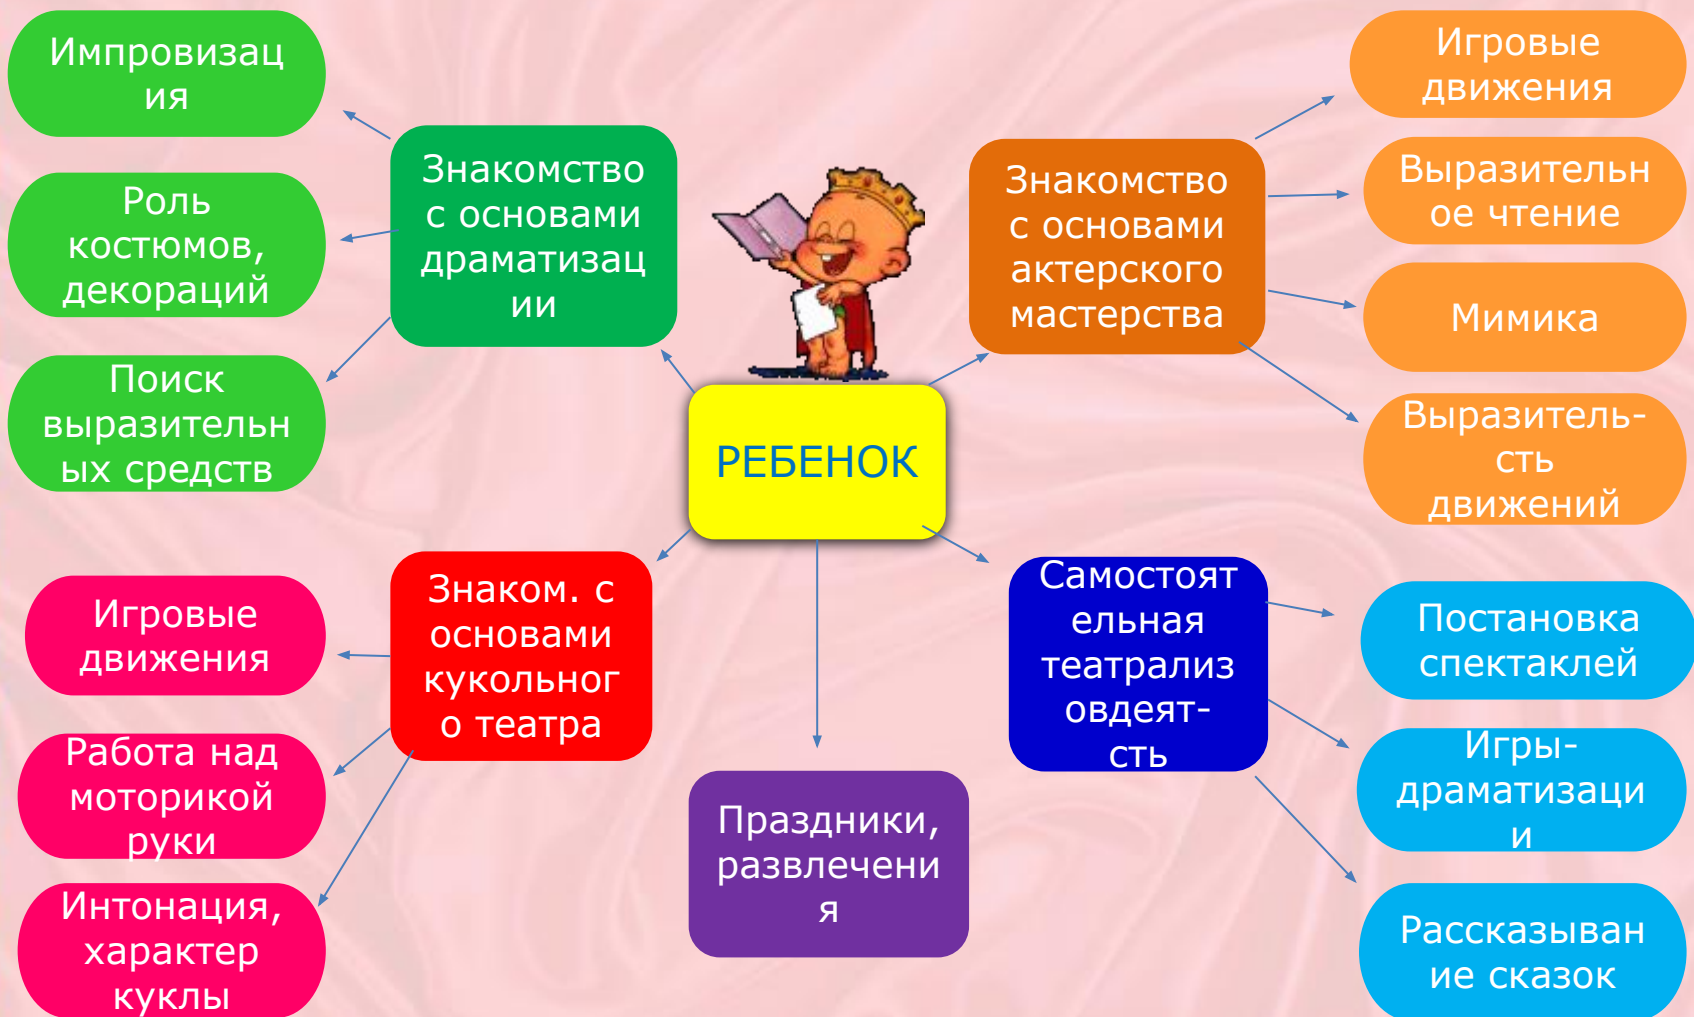 Импровизац
ия
Роль
костюмов,
декораций
Поиск
выразительн
ых средств
Знакомство
с основами
драматизац
ии
Знакомство
с основами
актерского
мастерства
Игровые
движения
Выразительн
ое чтение
Мимика
Выразитель-
сть
движений
РЕБЕНОК
Игровые
движения
Работа над
моторикой
руки
Интонация,
характер
куклы
Знаком. с
основами
кукольног
о театра
Праздники,
развлечени
я
Самостоят
ельная
театрализ
овдеят-
сть
Постановка
спектаклей
Игры-
драматизаци
и
Рассказыван
ие сказок